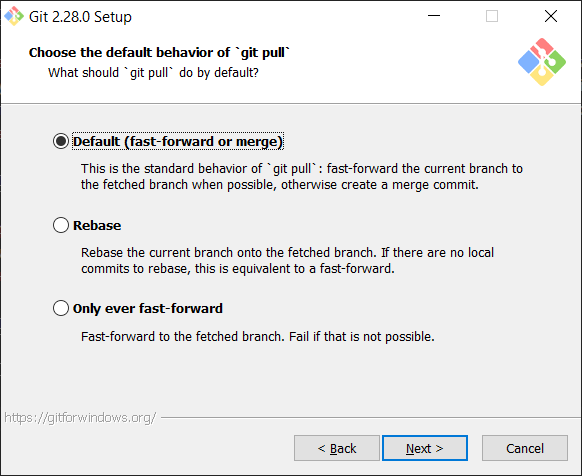 Git 2.28.0 Setup
Choose the default behavior of `git pull`
What should `git pull` do by default?
Default (fast-forward or merge)
This is the standard behavior of `git pull`: fast-forward the current branch to
the fetched branch when possible, otherwise create a merge commit.
Rebase
Rebase the current branch onto the fetched branch. If there are no local
commits to rebase, this is equivalent to a fast-forward.
Only ever fast-forward
Fast-forward to the fetched branch. Fail if that is not possible.
https://gitforwindows.org/
< Back Next > Cancel